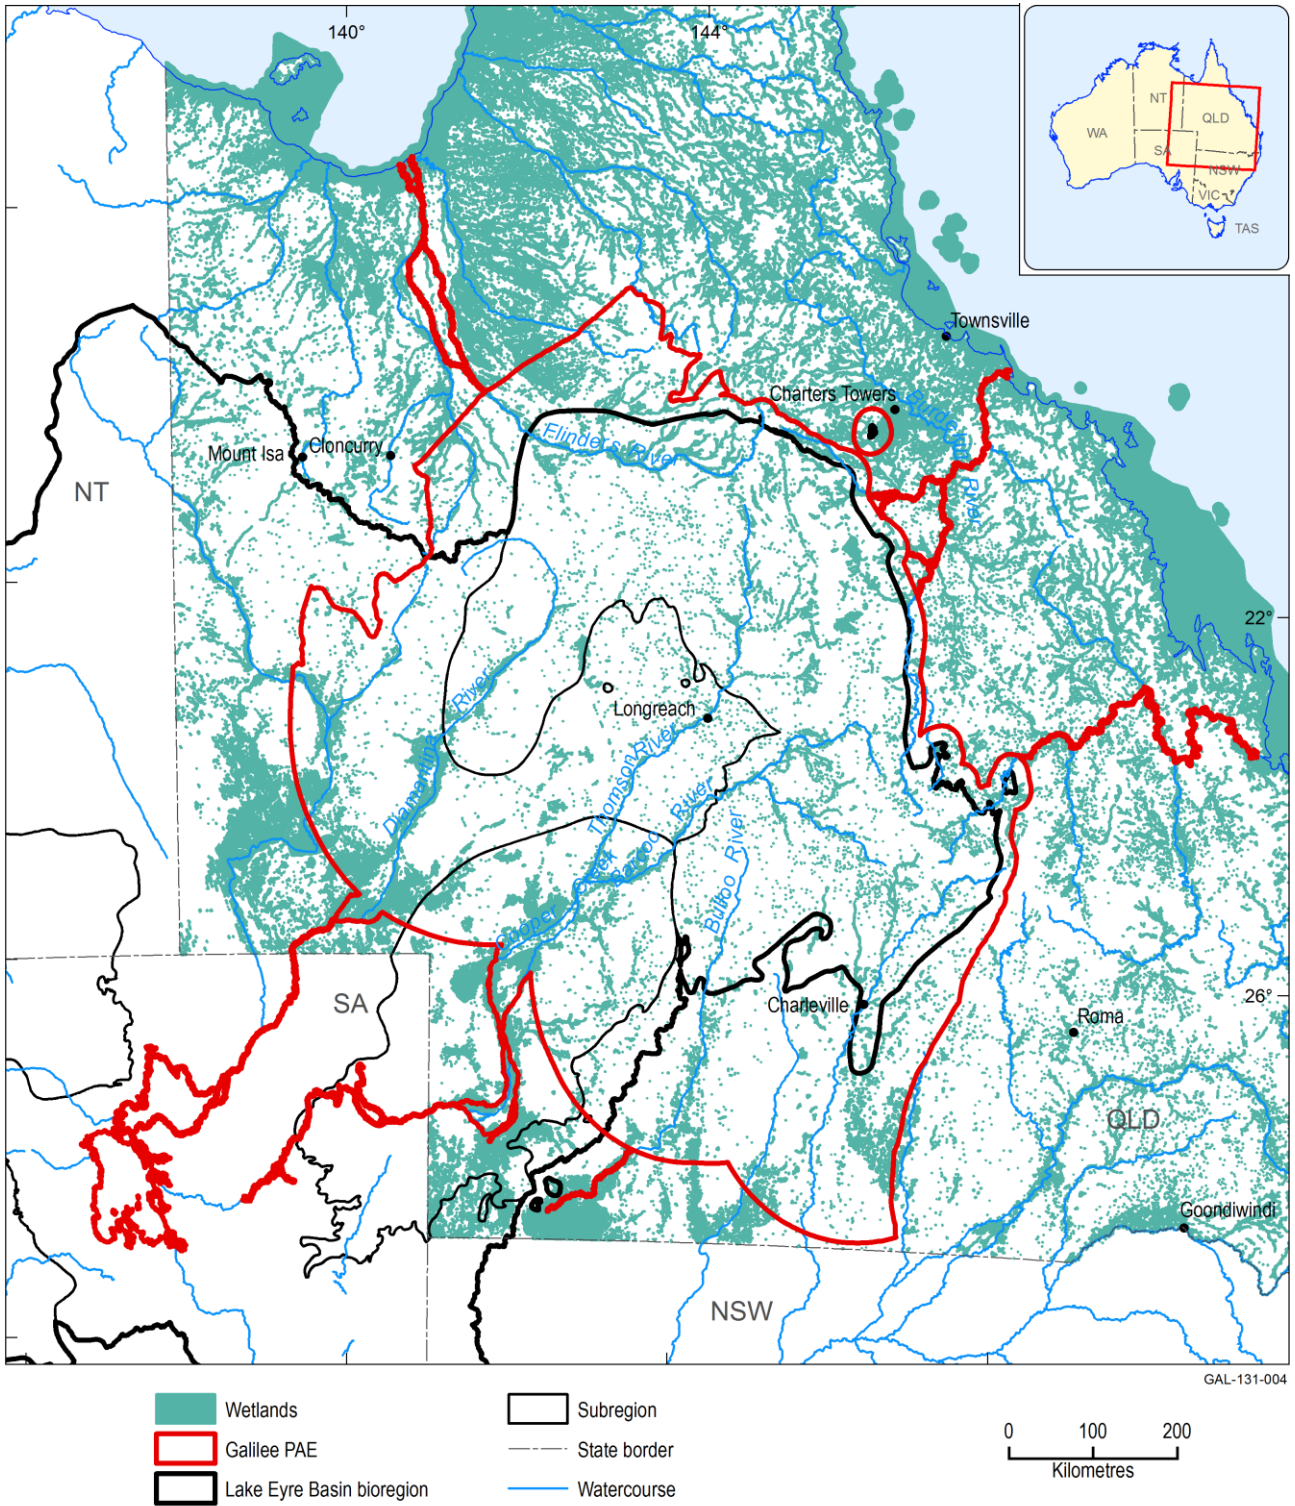 140°
144°
NT
QLD
WA
SA
NSW
VIC
TAS
Townsville
Charters Towers
Burdekin River
Flinders River
Mount Isa
Cloncurry
NT
22°
Longreach
Diamantina River
Thomson River
Cooper Creek
Barcoo River
Bulloo River
SA
Charleville
26°
Roma
QLD
Goondiwindi
NSW
GAL-131-004
Wetlands
Galilee PAE
Lake Eyre Basin bioregion
Subregion
State border
Watercourse
0 100 200
Kilometres